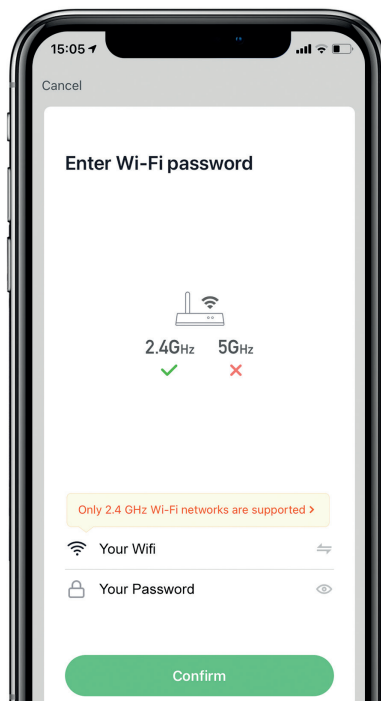 15:05
Cancel
Enter Wi-Fi password
2.4GHz 5GHz
Only 2.4 GHz Wi-Fi networks are supported >
Your Wifi
Your Password
Confirm